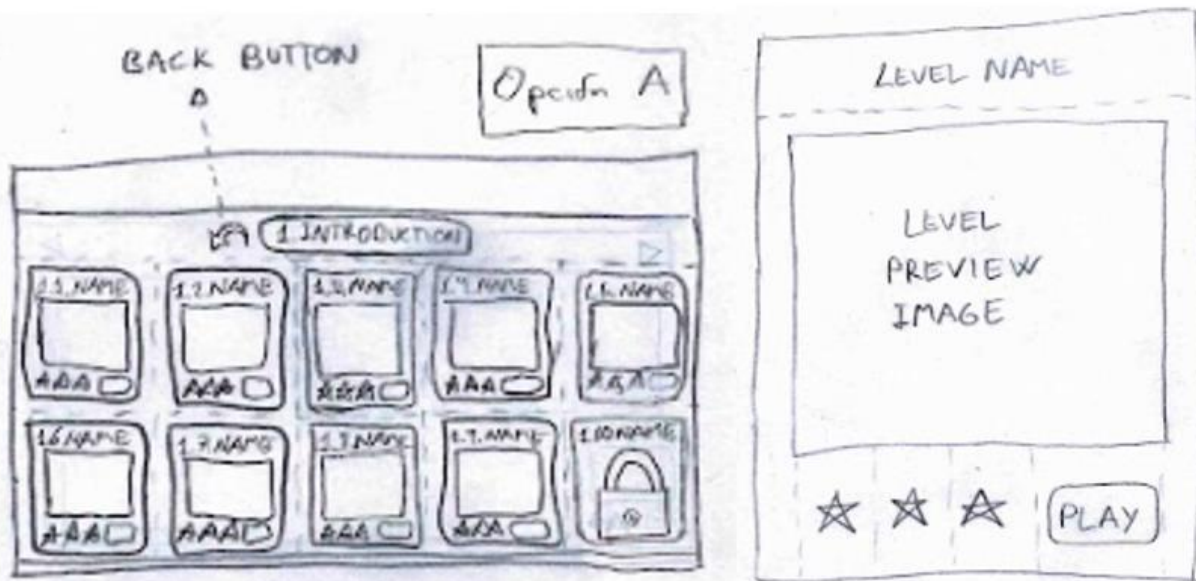 BACK BUTTON
Opción A
1. INTRODUCTION
1.1. NAME
1.2. NAME
1.3. NAME
1.4. NAME
1.5. NAME
1.6 NAME
1.7. NAME
1.8. NAME
1.9. NAME
1.10 NAME
LEVEL NAME
LEVEL
PREVIEW
IMAGE
PLAY